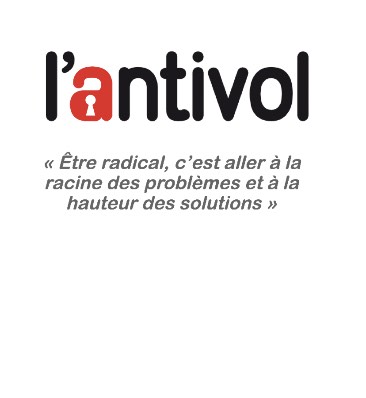 l'antivol
« Être radical, c'est aller à la
racine des problèmes et à la
hauteur des solutions »